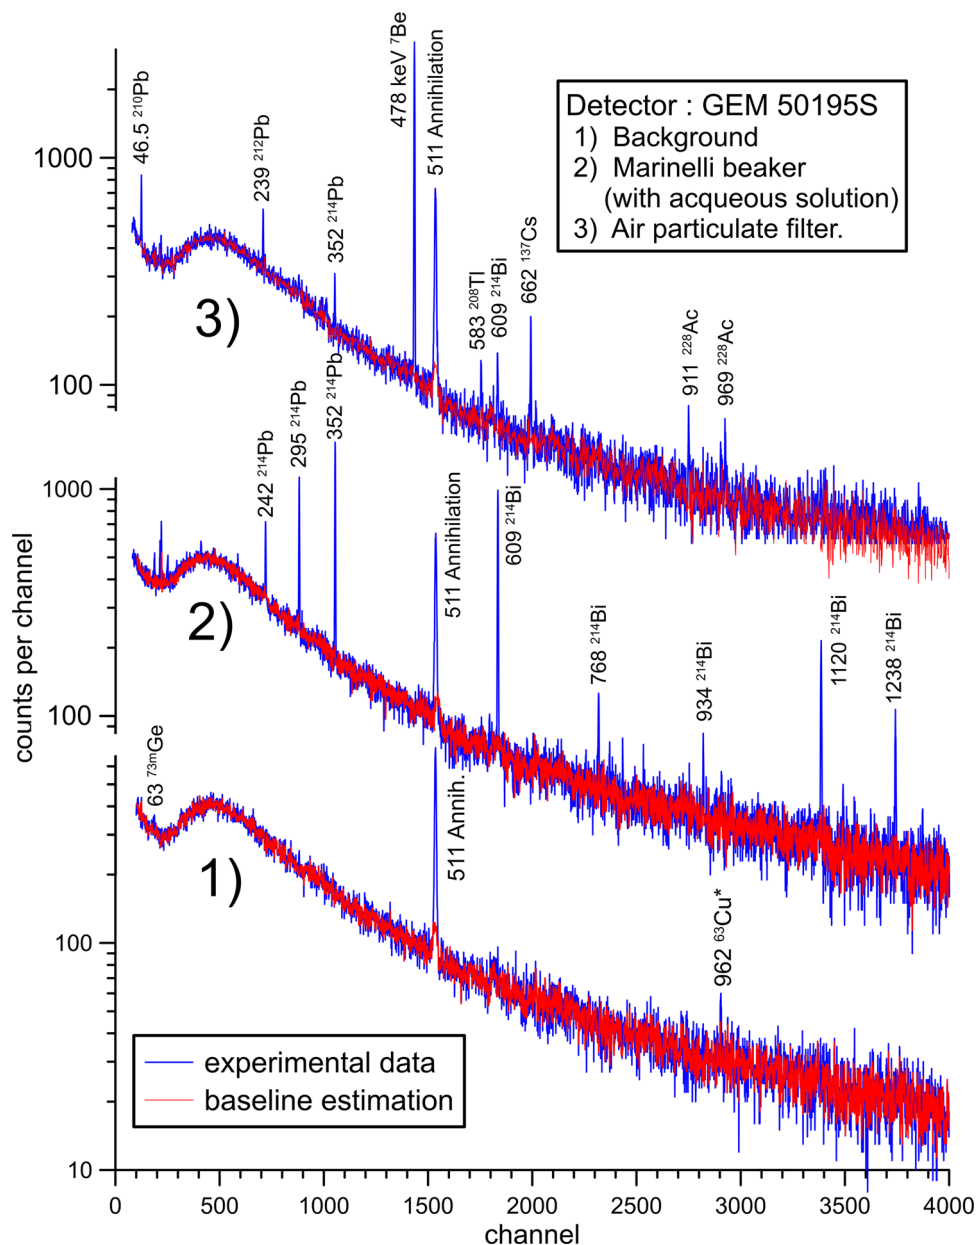 46.5 ²¹⁰Pb
239 ²¹²Pb
352 ²¹⁴Pb
478 keV ⁷Be
511 Annihilation
583 ²⁰⁸Tl
609 ²¹⁴Bi
662 ¹³⁷Cs
911 ²²⁸Ac
969 ²²⁸Ac
Detector : GEM 50195S
1) Background
2) Marinelli beaker
(with acqueous solution)
3) Air particulate filter.
1000
100
3)
242 ²¹⁴Pb
295 ²¹⁴Pb
352 ²¹⁴Pb
511 Annihilation
609 ²¹⁴Bi
768 ²¹⁴Bi
934 ²¹⁴Bi
1120 ²¹⁴Bi
1238 ²¹⁴Bi
1000
100
2)
counts per channel
63 ⁷³ᵐGe
511 Annih.
962 ⁶³Cu*
1)
100
10
experimental data
baseline estimation
0 500 1000 1500 2000 2500 3000 3500 4000
channel